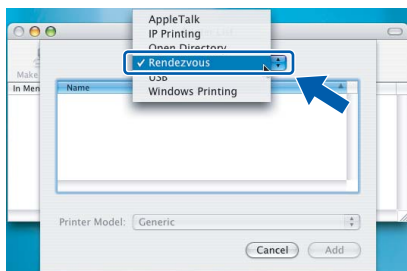 AppleTalk
IP Printing
Open Directory
✓ Rendezvous
USB
Windows Printing
Make
In Men
Name
Printer Model: Generic
Cancel Add